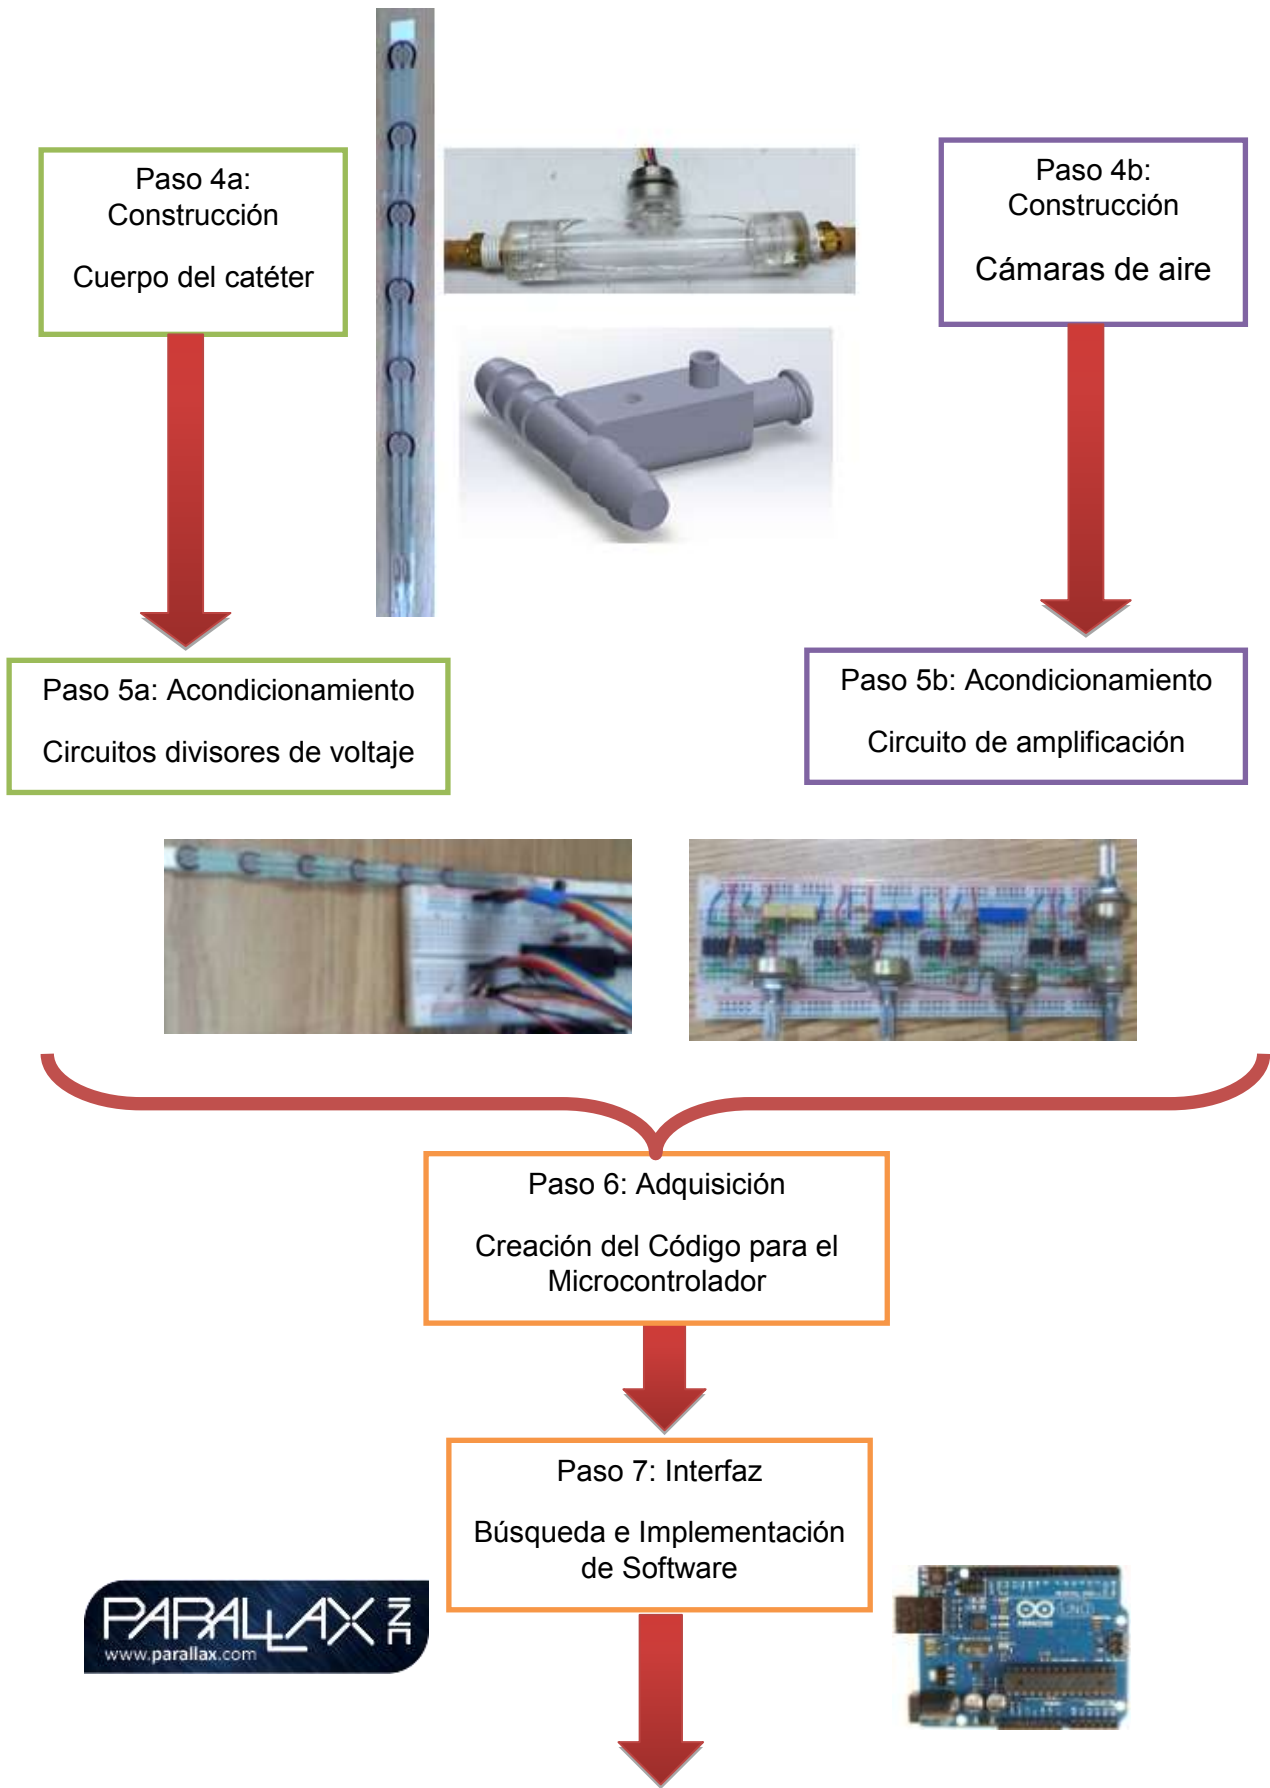 Paso 4a:
Construcción
Cuerpo del catéter
Paso 4b:
Construcción
Cámaras de aire
Paso 5a: Acondicionamiento
Circuitos divisores de voltaje
Paso 5b: Acondicionamiento
Circuito de amplificación
Paso 6: Adquisición
Creación del Código para el
Microcontrolador
Paso 7: Interfaz
Búsqueda e Implementación
de Software
PARALLAX INC
www.parallax.com
UNO